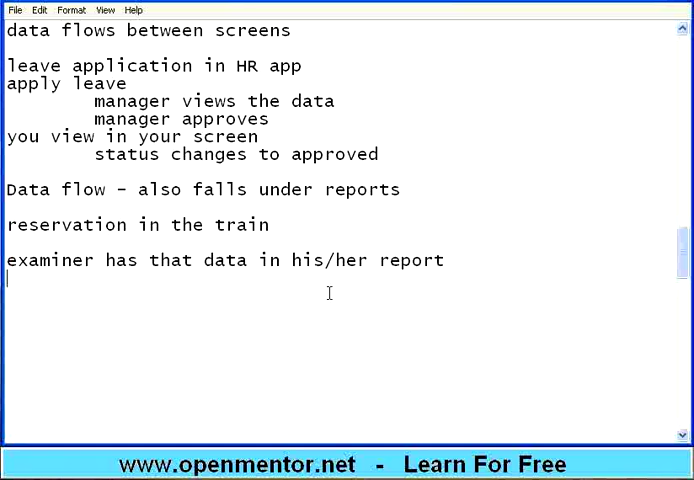 File Edit Format View Help
data flows between screens
leave application in HR app
apply leave
manager views the data
manager approves
you view in your screen
status changes to approved
Data flow - also falls under reports
reservation in the train
examiner has that data in his/her report
www.openmentor.net - Learn For Free